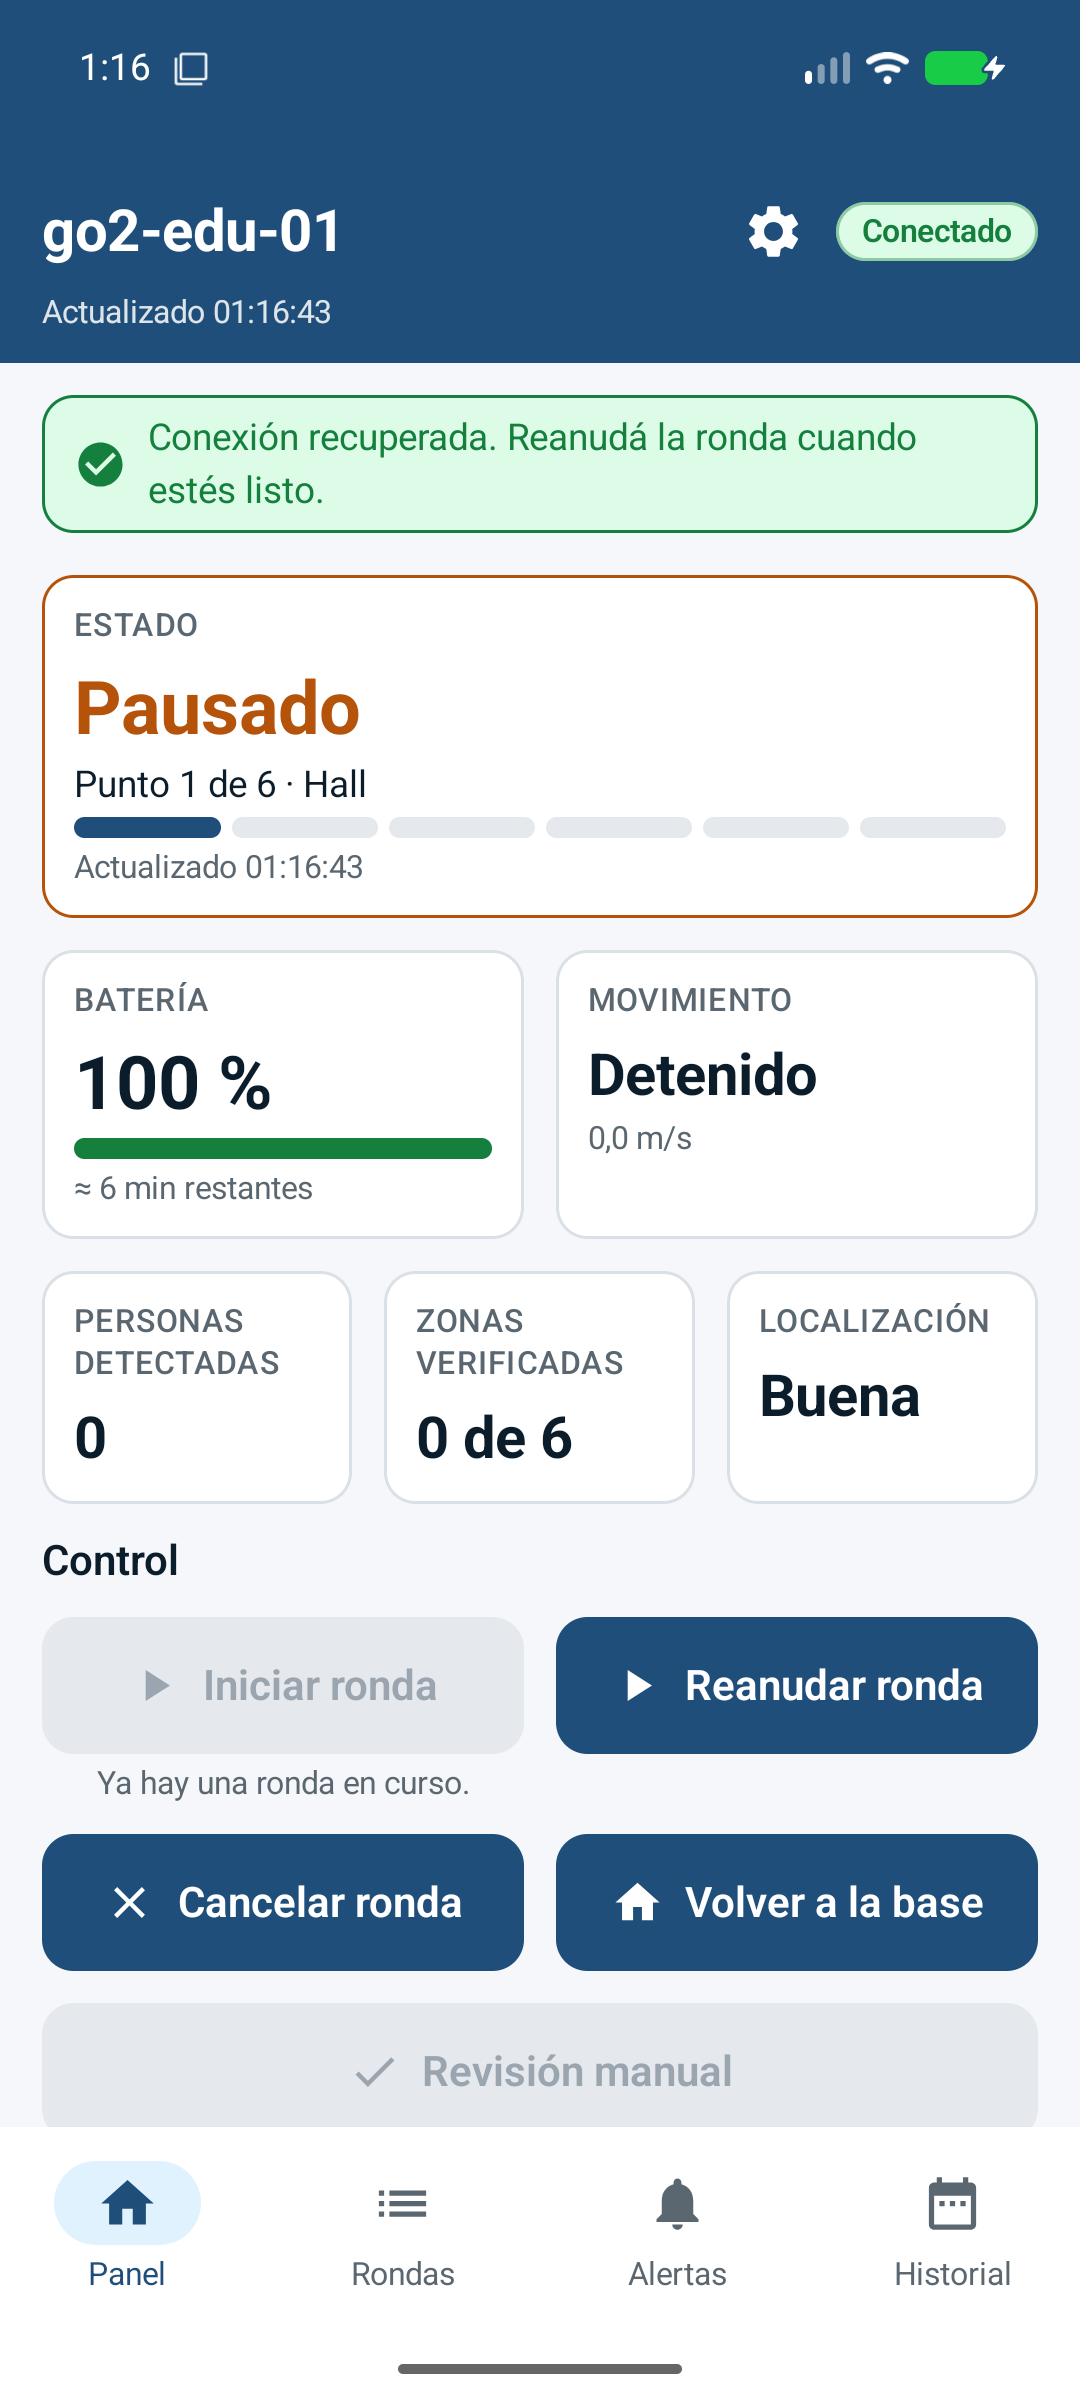 1:16
go2-edu-01
Conectado
Actualizado 01:16:43
Conexión recuperada. Reanudá la ronda cuando
estés listo.
ESTADO
Pausado
Punto 1 de 6 · Hall
Actualizado 01:16:43
BATERÍA
100 %
≈ 6 min restantes
MOVIMIENTO
Detenido
0,0 m/s
PERSONAS
DETECTADAS
0
ZONAS
VERIFICADAS
0 de 6
LOCALIZACIÓN
Buena
Control
Iniciar ronda
Ya hay una ronda en curso.
Reanudar ronda
Cancelar ronda
Volver a la base
Revisión manual
Panel
Rondas
Alertas
Historial